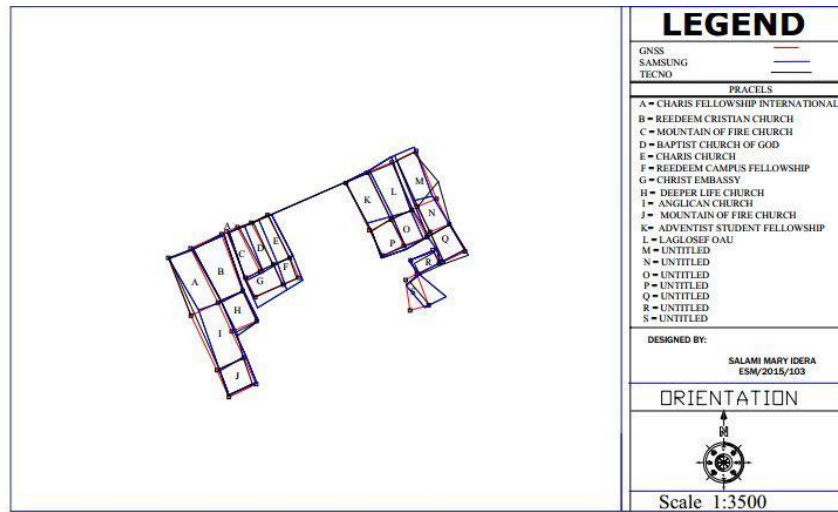 LEGEND
GNSS
SAMSUNG
TECNO
PRACELS
A = CHARIS FELLOWSHIP INTERNATIONAL
B = REEDEEM CRISTIAN CHURCH
C = MOUNTAIN OF FIRE CHURCH
D = BAPTIST CHURCH OF GOD
E = CHARIS CHURCH
F = REEDEEM CAMPUS FELLOWSHIP
G = CHRIST EMBASSY
H = DEEPER LIFE CHURCH
I = ANGLICAN CHURCH
J = MOUNTAIN OF FIRE CHURCH
K= ADVENTIST STUDENT FELLOWSHIP
L = LAGLOSEF OAU
M = UNTITLED
N = UNTITLED
O = UNTITLED
P = UNTITLED
Q = UNTITLED
R = UNTITLED
S = UNTITLED
DESIGNED BY:
SALAMI MARY IDERA
ESM/2015/103
ORIENTATION
N
Scale 1:3500
M
L
K
N
O
Q
P
R
S
A
E
D
C
B
F
G
A
H
I
J